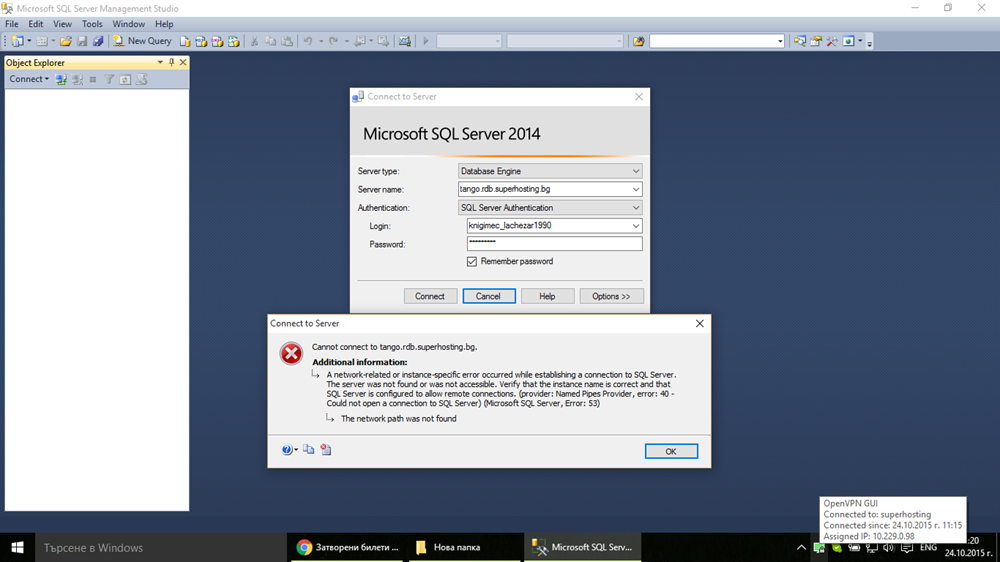 Microsoft SQL Server Management Studio
File Edit View Tools Window Help
New Query
Object Explorer
Connect
Connect to Server
Microsoft SQL Server 2014
Server type: Database Engine
Server name: tango.rdb.superhosting.bg
Authentication: SQL Server Authentication
Login: knigimec_lachezar1990
Password: *********
Remember password
Connect Cancel Help Options >>
Connect to Server
Cannot connect to tango.rdb.superhosting.bg.
Additional information:
A network-related or instance-specific error occurred while establishing a connection to SQL Server.
The server was not found or was not accessible. Verify that the instance name is correct and that
SQL Server is configured to allow remote connections. (provider: Named Pipes Provider, error: 40 -
Could not open a connection to SQL Server) (Microsoft SQL Server, Error: 53)
The network path was not found
OK
OpenVPN GUI
Connected to: superhosting
Connected since: 24.10.2015 г. 11:15
Assigned IP: 10.229.0.98
Търсене в Windows
Затворени билети ...
Нова папка
Microsoft SQL Serv...
ENG
:20
24.10.2015 г.